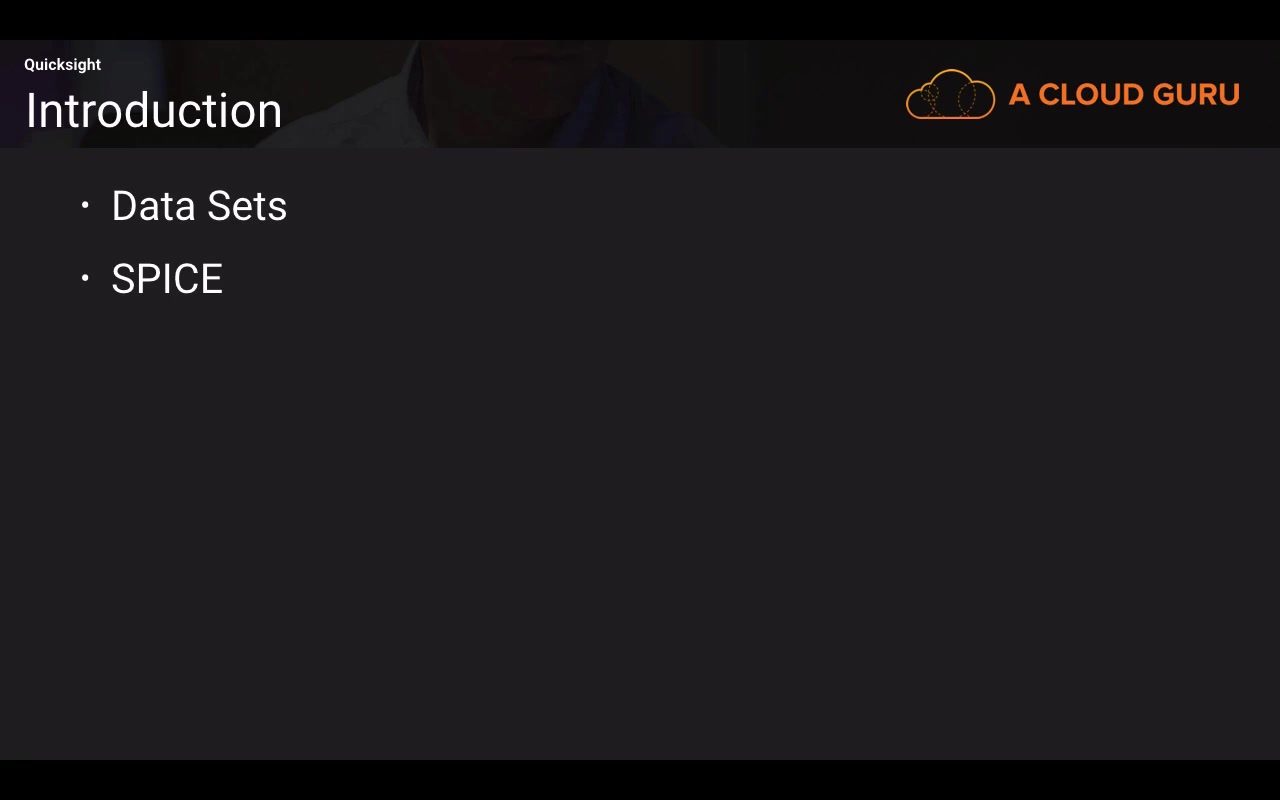 Quicksight
Introduction
A CLOUD GURU
• Data Sets
• SPICE